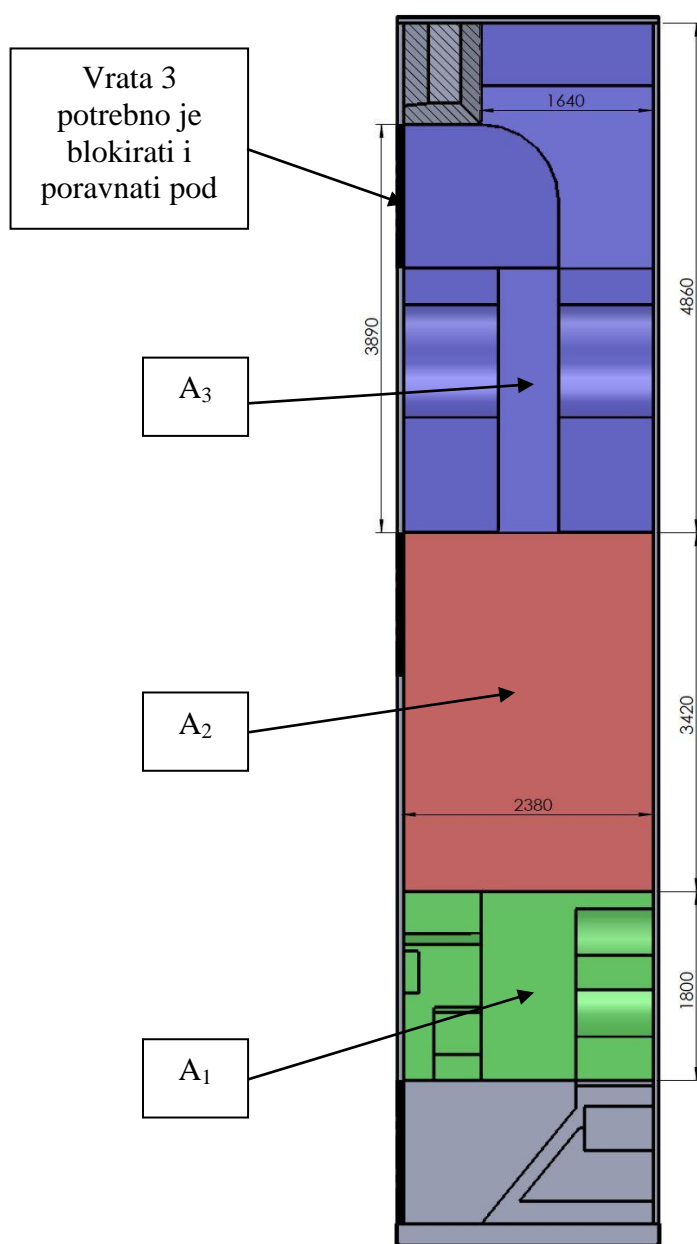 Vrata 3
potrebno je
blokirati i
poravnati pod
1640
4860
3890
A₃
A₂
3420
2380
1800
A₁